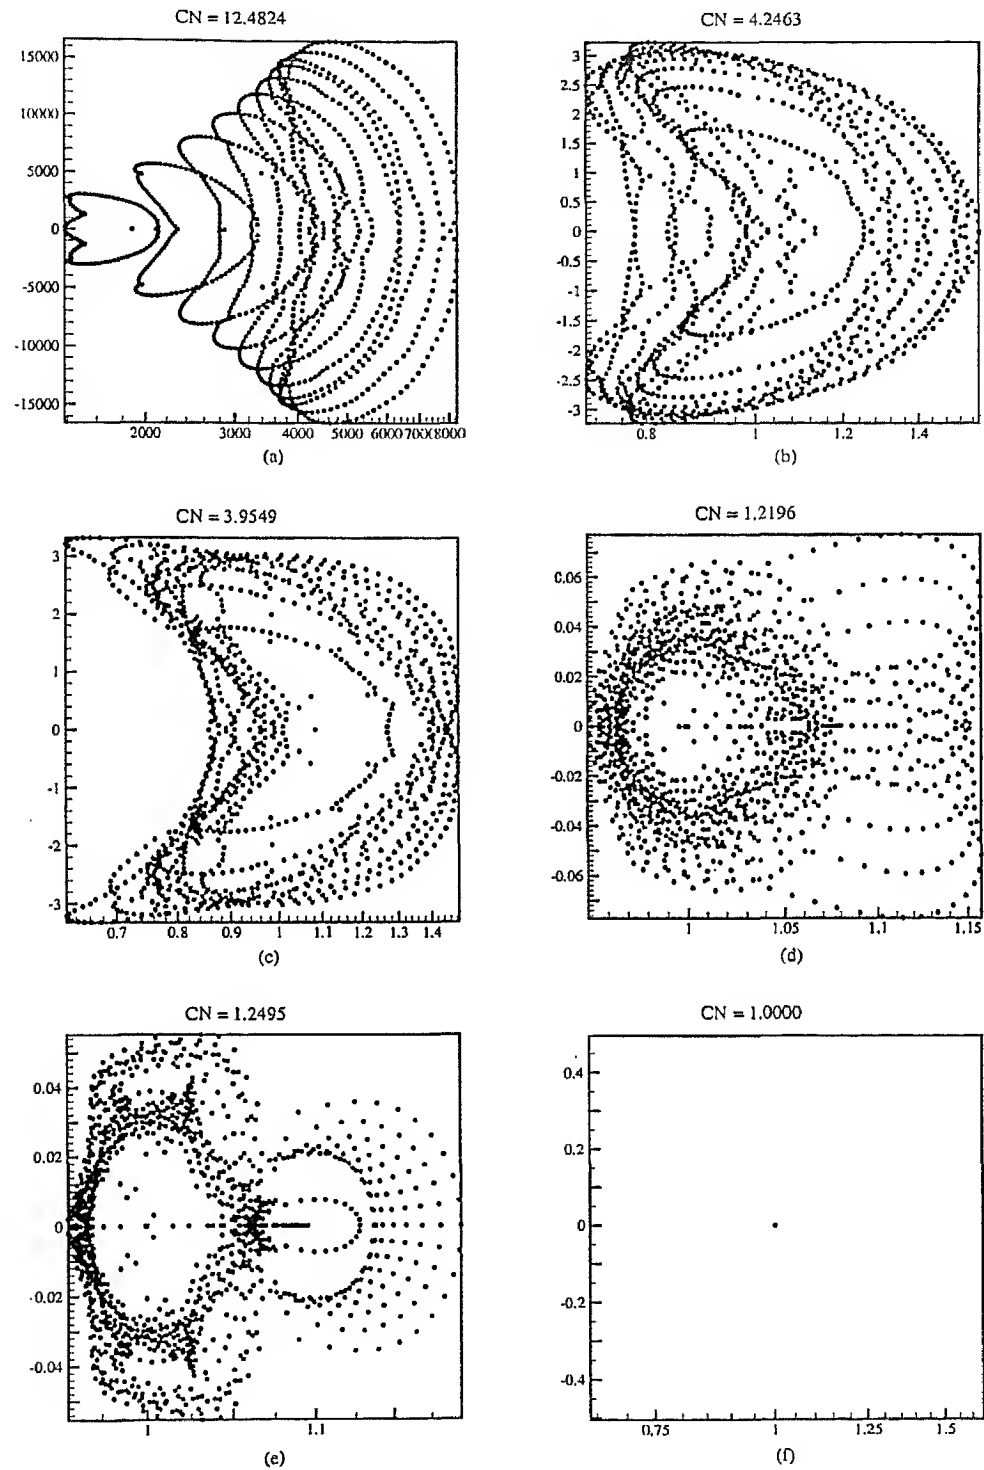 CN = 12.4824
15000
10000
5000
0
-5000
-10000
-15000
2000 3000 4000 5000 6000 7000 8000
(a)
CN = 4.2463
3
2.5
2
1.5
1
0.5
0
-0.5
-1
-1.5
-2
-2.5
-3
0.8 1 1.2 1.4
(b)
CN = 3.9549
3
2
1
0
-1
-2
-3
0.7 0.8 0.9 1 1.1 1.2 1.3 1.4
(c)
CN = 1.2196
0.06
0.04
0.02
0
-0.02
-0.04
-0.06
1 1.05 1.1 1.15
(d)
CN = 1.2495
0.04
0.02
0
-0.02
-0.04
1 1.1
(e)
CN = 1.0000
0.4
0.2
0
-0.2
-0.4
0.75 1 1.25 1.5
(f)